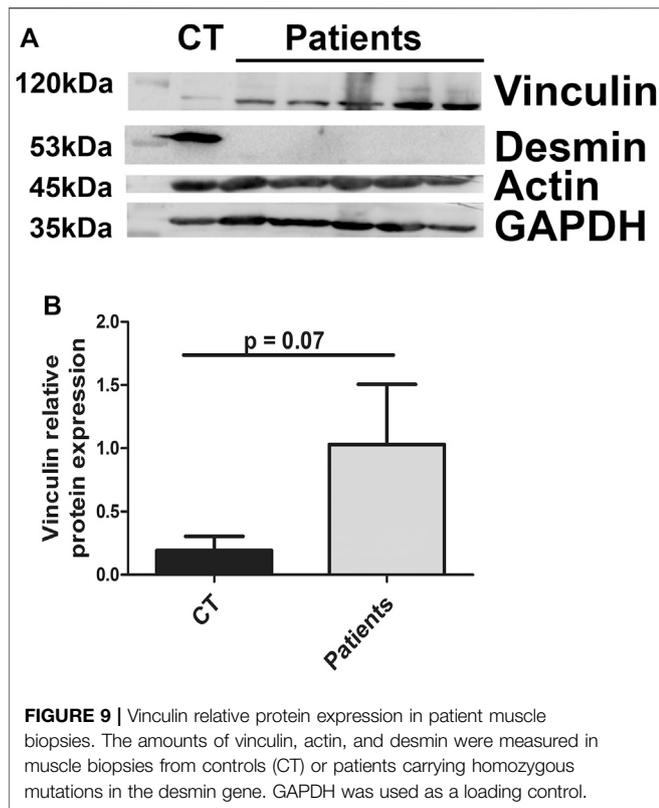 A
CT Patients
120kDa Vinculin
53kDa Desmin
45kDa Actin
35kDa GAPDH
B
2.0
p = 0.07
1.5
1.0
0.5
0.0
Vinculin relative
protein expression
CT
Patients
FIGURE 9 | Vinculin relative protein expression in patient muscle
biopsies. The amounts of vinculin, actin, and desmin were measured in
muscle biopsies from controls (CT) or patients carrying homozygous
mutations in the desmin gene. GAPDH was used as a loading control.